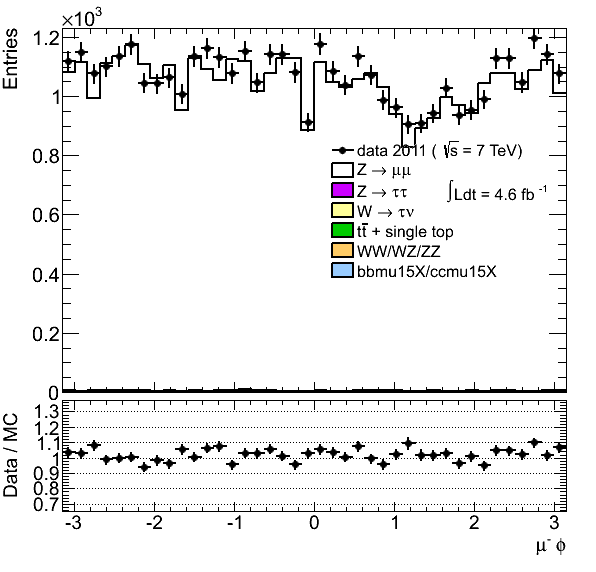 ×10³
Entries
1.2
1
0.8
0.6
0.4
0.2
0
data 2011 ( √s = 7 TeV)
Z → μμ
Z → ττ
∫Ldt = 4.6 fb⁻¹
W → τν
tt̄ + single top
WW/WZ/ZZ
bbmu15X/ccmu15X
Data / MC
1.3
1.2
1.1
1.0
0.9
0.8
0.7
-3 -2 -1 0 1 2 3
μ⁻ ϕ